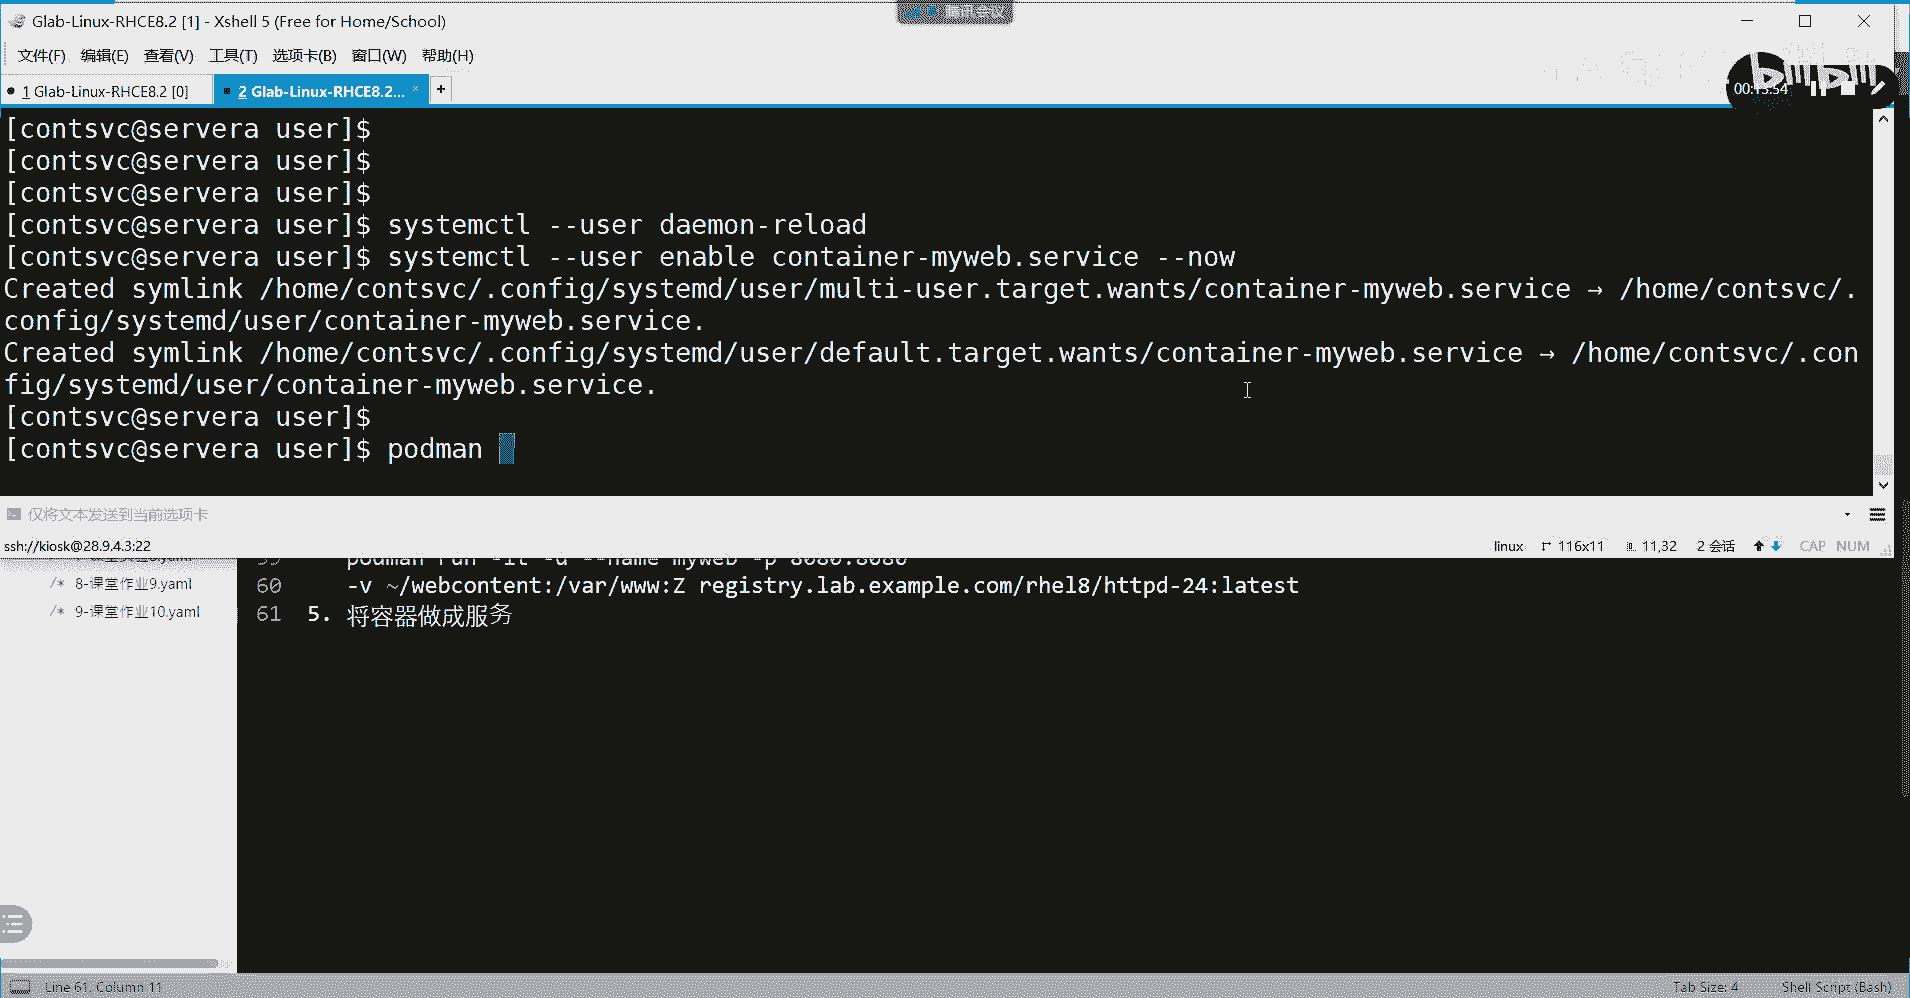 Glab-Linux-RHCE8.2 [1] - Xshell 5 (Free for Home/School)
腾讯会议
文件(F) 编辑(E) 查看(V) 工具(T) 选项卡(B) 窗口(W) 帮助(H)
1 Glab-Linux-RHCE8.2 [0]
2 Glab-Linux-RHCE8.2... × +
00:13:54
[contsvc@servera user]$
[contsvc@servera user]$
[contsvc@servera user]$
[contsvc@servera user]$ systemctl --user daemon-reload
[contsvc@servera user]$ systemctl --user enable container-myweb.service --now
Created symlink /home/contsvc/.config/systemd/user/multi-user.target.wants/container-myweb.service → /home/contsvc/.
config/systemd/user/container-myweb.service.
Created symlink /home/contsvc/.config/systemd/user/default.target.wants/container-myweb.service → /home/contsvc/.con
fig/systemd/user/container-myweb.service.
[contsvc@servera user]$
[contsvc@servera user]$ podman
仅将文本发送到当前选项卡
ssh://kiosk@28.9.4.3:22
linux 116x11 11,32 2 会话 CAP NUM
podman run -it -d --name myweb -p 8080:8080
/* 8-课堂作业9.yaml
60 -v ~/webcontent:/var/www:Z registry.lab.example.com/rhel8/httpd-24:latest
/* 9-课堂作业10.yaml
61 5. 将容器做成服务
Line 61, Column 11
Tab Size: 4
Shell Script (Bash)